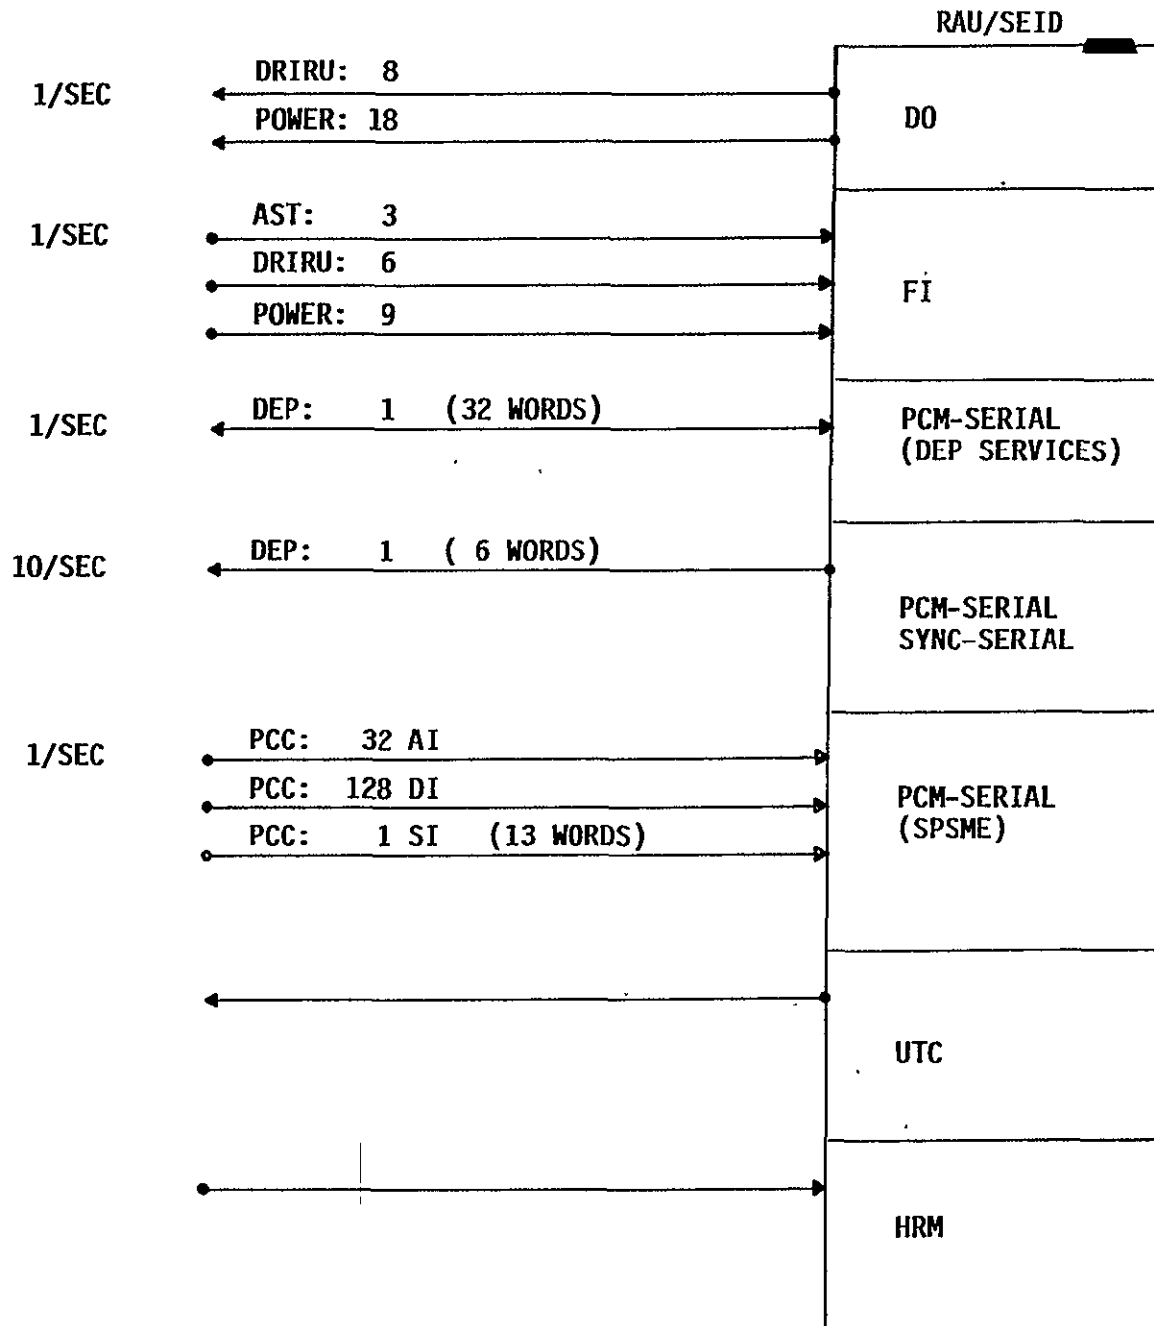 RAU/SEID
1/SEC
DRIRU: 8
POWER: 18
DO
1/SEC
AST: 3
DRIRU: 6
POWER: 9
FI
1/SEC
DEP: 1 (32 WORDS)
PCM-SERIAL
(DEP SERVICES)
10/SEC
DEP: 1 ( 6 WORDS)
PCM-SERIAL
SYNC-SERIAL
1/SEC
PCC: 32 AI
PCC: 128 DI
PCC: 1 SI (13 WORDS)
PCM-SERIAL
(SPSME)
UTC
HRM